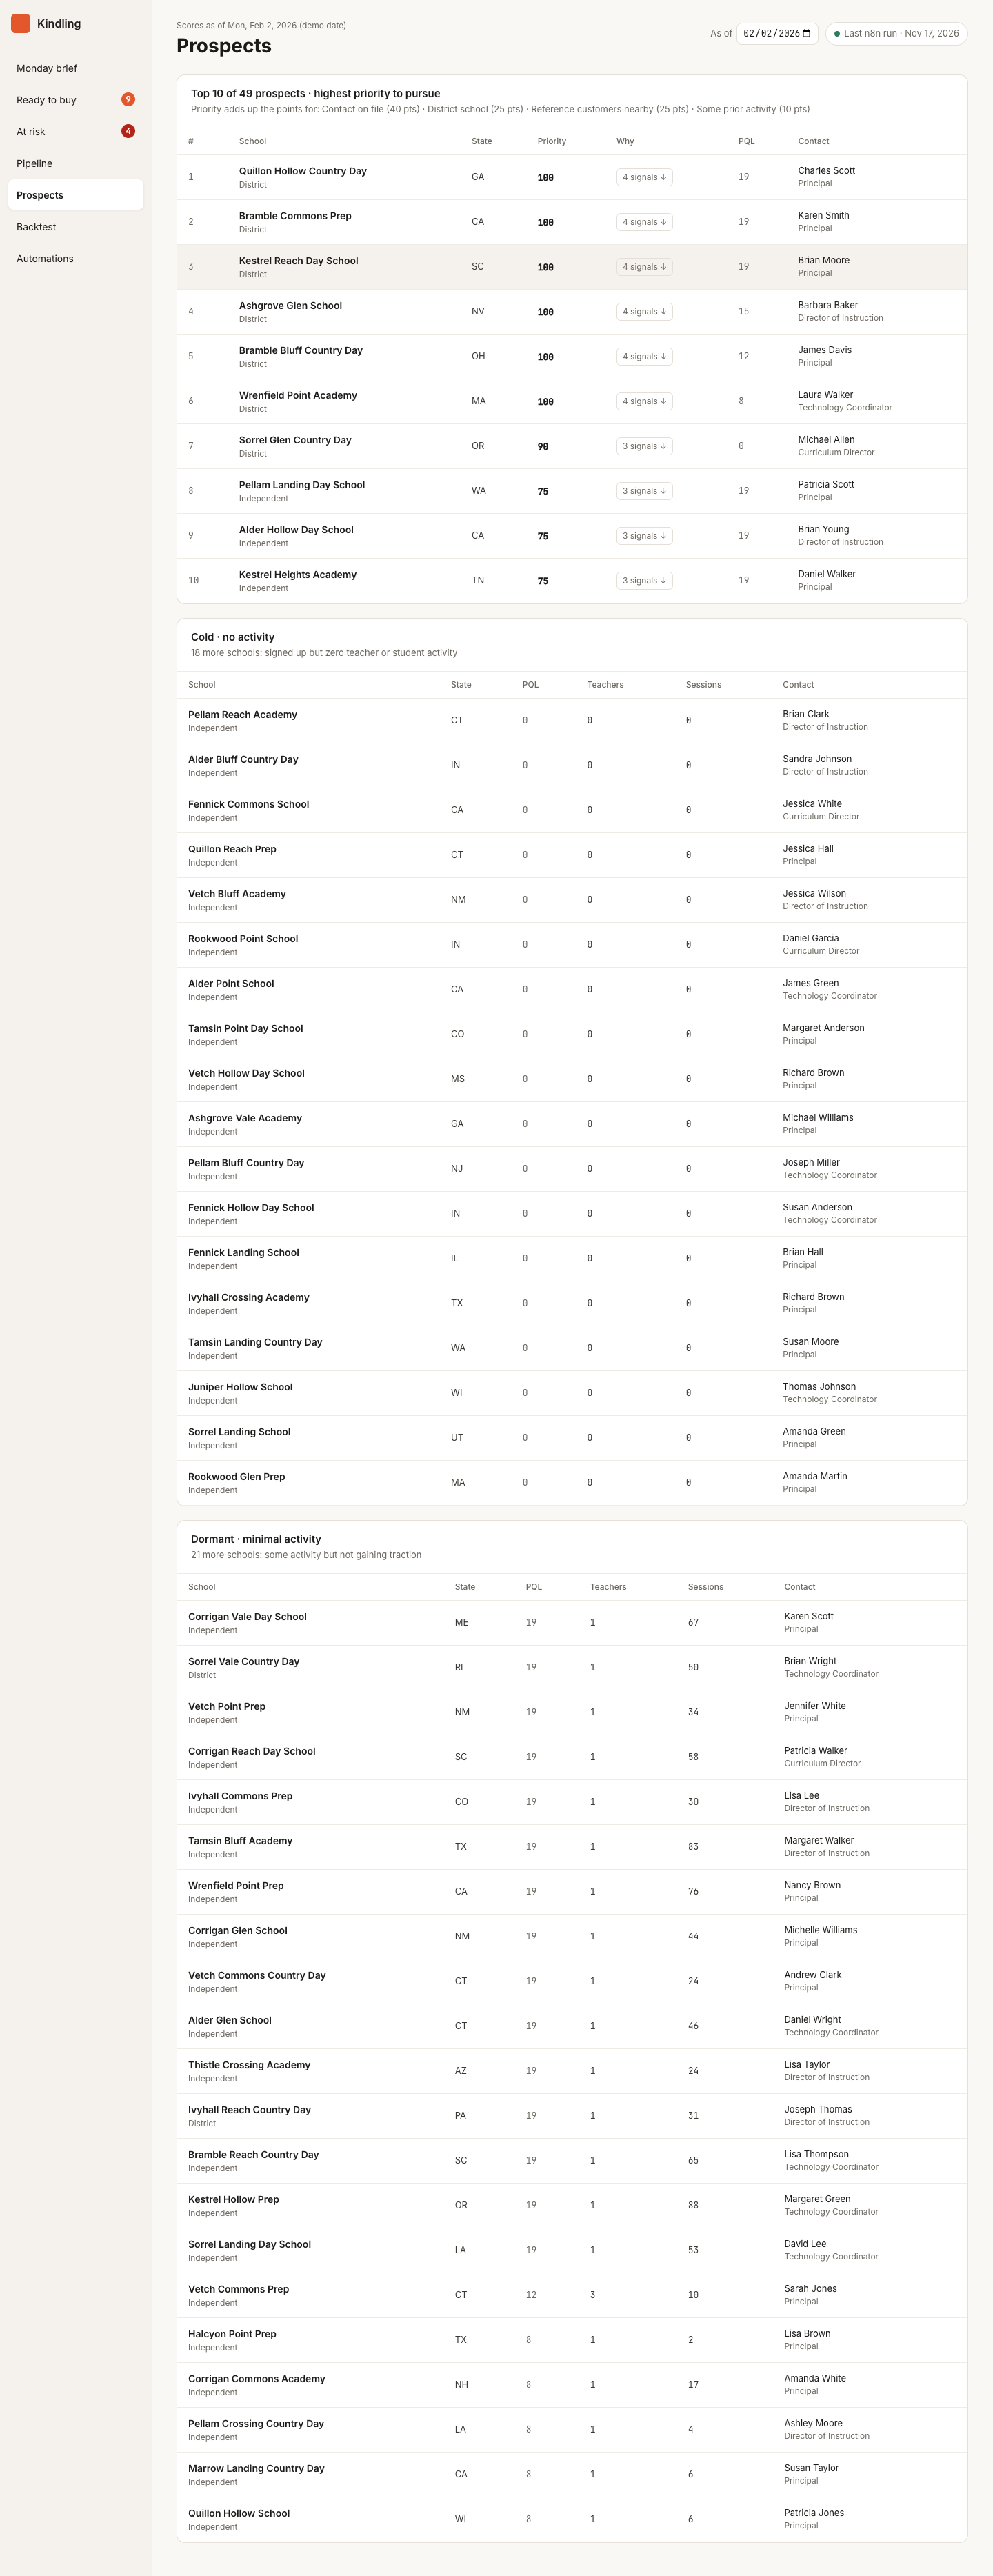 Kindling
Monday brief
Ready to buy 9
At risk 4
Pipeline
Prospects
Backtest
Automations
Scores as of Mon, Feb 2, 2026 (demo date)
Prospects
As of 02/02/2026
Last n8n run · Nov 17, 2026
Top 10 of 49 prospects · highest priority to pursue
Priority adds up the points for: Contact on file (40 pts) · District school (25 pts) · Reference customers nearby (25 pts) · Some prior activity (10 pts)
# School State Priority Why PQL Contact
1 Quillon Hollow Country Day District GA 100 4 signals ↓ 19 Charles Scott Principal
2 Bramble Commons Prep District CA 100 4 signals ↓ 19 Karen Smith Principal
3 Kestrel Reach Day School District SC 100 4 signals ↓ 19 Brian Moore Principal
4 Ashgrove Glen School District NV 100 4 signals ↓ 15 Barbara Baker Director of Instruction
5 Bramble Bluff Country Day District OH 100 4 signals ↓ 12 James Davis Principal
6 Wrenfield Point Academy District MA 100 4 signals ↓ 8 Laura Walker Technology Coordinator
7 Sorrel Glen Country Day District OR 90 3 signals ↓ 0 Michael Allen Curriculum Director
8 Pellam Landing Day School Independent WA 75 3 signals ↓ 19 Patricia Scott Principal
9 Alder Hollow Day School Independent CA 75 3 signals ↓ 19 Brian Young Director of Instruction
10 Kestrel Heights Academy Independent TN 75 3 signals ↓ 19 Daniel Walker Principal
Cold · no activity
18 more schools: signed up but zero teacher or student activity
School State PQL Teachers Sessions Contact
Pellam Reach Academy Independent CT 0 0 0 Brian Clark Director of Instruction
Alder Bluff Country Day Independent IN 0 0 0 Sandra Johnson Director of Instruction
Fennick Commons School Independent CA 0 0 0 Jessica White Curriculum Director
Quillon Reach Prep Independent CT 0 0 0 Jessica Hall Principal
Vetch Bluff Academy Independent NM 0 0 0 Jessica Wilson Director of Instruction
Rookwood Point School Independent IN 0 0 0 Daniel Garcia Curriculum Director
Alder Point School Independent CA 0 0 0 James Green Technology Coordinator
Tamsin Point Day School Independent CO 0 0 0 Margaret Anderson Principal
Vetch Hollow Day School Independent MS 0 0 0 Richard Brown Principal
Ashgrove Vale Academy Independent GA 0 0 0 Michael Williams Principal
Pellam Bluff Country Day Independent NJ 0 0 0 Joseph Miller Technology Coordinator
Fennick Hollow Day School Independent IN 0 0 0 Susan Anderson Technology Coordinator
Fennick Landing School Independent IL 0 0 0 Brian Hall Principal
Ivyhall Crossing Academy Independent TX 0 0 0 Richard Brown Principal
Tamsin Landing Country Day Independent WA 0 0 0 Susan Moore Principal
Juniper Hollow School Independent WI 0 0 0 Thomas Johnson Technology Coordinator
Sorrel Landing School Independent UT 0 0 0 Amanda Green Principal
Rookwood Glen Prep Independent MA 0 0 0 Amanda Martin Principal
Dormant · minimal activity
21 more schools: some activity but not gaining traction
School State PQL Teachers Sessions Contact
Corrigan Vale Day School Independent ME 19 1 67 Karen Scott Principal
Sorrel Vale Country Day District RI 19 1 50 Brian Wright Technology Coordinator
Vetch Point Prep Independent NM 19 1 34 Jennifer White Principal
Corrigan Reach Day School Independent SC 19 1 58 Patricia Walker Curriculum Director
Ivyhall Commons Prep Independent CO 19 1 30 Lisa Lee Director of Instruction
Tamsin Bluff Academy Independent TX 19 1 83 Margaret Walker Director of Instruction
Wrenfield Point Prep Independent CA 19 1 76 Nancy Brown Principal
Corrigan Glen School Independent NM 19 1 44 Michelle Williams Principal
Vetch Commons Country Day Independent CT 19 1 24 Andrew Clark Principal
Alder Glen School Independent CT 19 1 46 Daniel Wright Technology Coordinator
Thistle Crossing Academy Independent AZ 19 1 24 Lisa Taylor Director of Instruction
Ivyhall Reach Country Day District PA 19 1 31 Joseph Thomas Director of Instruction
Bramble Reach Country Day Independent SC 19 1 65 Lisa Thompson Technology Coordinator
Kestrel Hollow Prep Independent OR 19 1 88 Margaret Green Technology Coordinator
Sorrel Landing Day School Independent LA 19 1 53 David Lee Technology Coordinator
Vetch Commons Prep Independent CT 12 3 10 Sarah Jones Principal
Halcyon Point Prep Independent TX 8 1 2 Lisa Brown Principal
Corrigan Commons Academy Independent NH 8 1 17 Amanda White Principal
Pellam Crossing Country Day Independent LA 8 1 4 Ashley Moore Director of Instruction
Marrow Landing Country Day Independent CA 8 1 6 Susan Taylor Principal
Quillon Hollow School Independent WI 8 1 6 Patricia Jones Principal